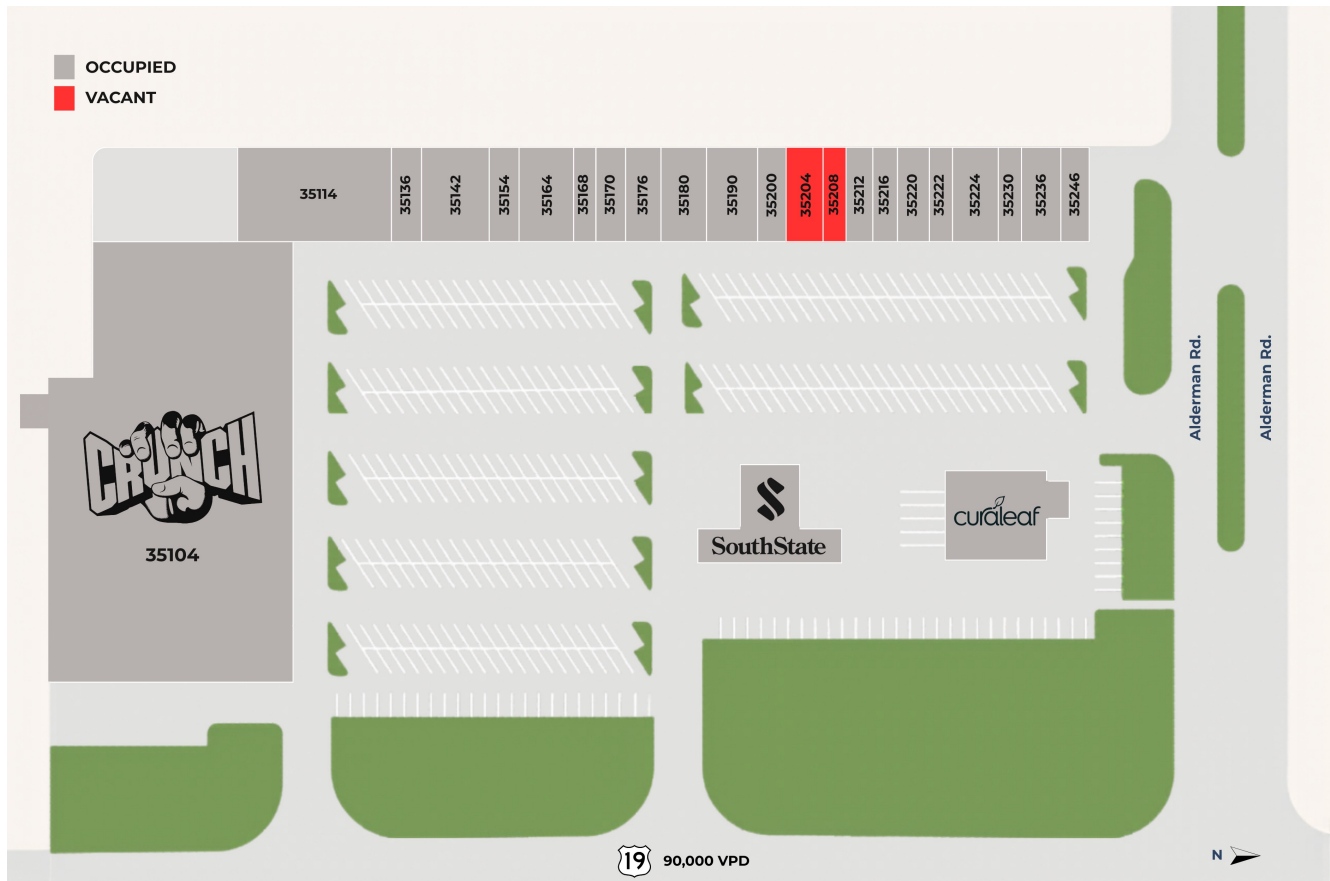 OCCUPIED
VACANT
35114
35136
35142
35154
35164
35168
35170
35176
35180
35190
35200
35204
35208
35212
35216
35220
35222
35224
35230
35236
35246
Alderman Rd.
Alderman Rd.
CRUNCH
35104
S
SouthState
curaleaf
19 90,000 VPD
N